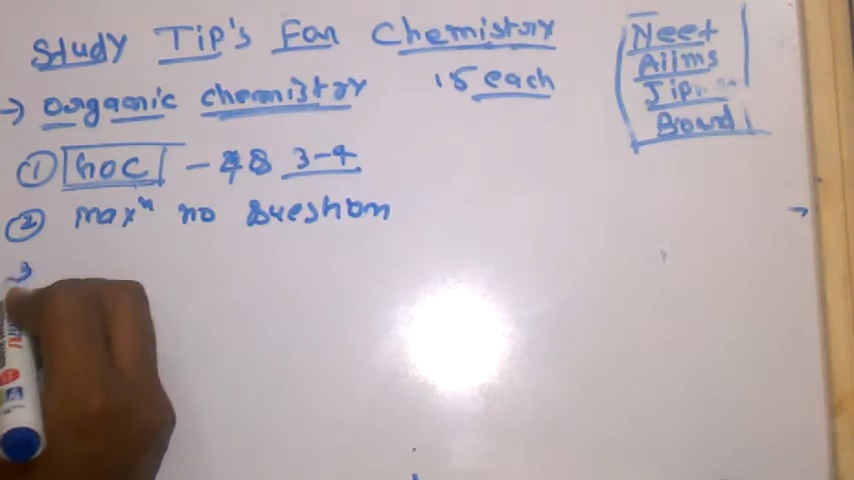 Study Tip's For Chemistry
→ Organic chemistry 15 each
① GOC - 3-4
② maxⁿ no Question
→
Neet
Aiims
Jip
Board